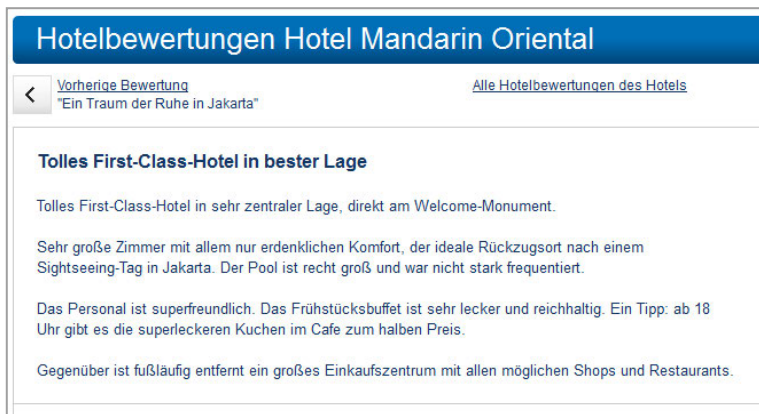 Hotelbewertungen Hotel Mandarin Oriental
Vorherige Bewertung
"Ein Traum der Ruhe in Jakarta"
Alle Hotelbewertungen des Hotels
Tolles First-Class-Hotel in bester Lage
Tolles First-Class-Hotel in sehr zentraler Lage, direkt am Welcome-Monument.
Sehr große Zimmer mit allem nur erdenklichen Komfort, der ideale Rückzugsort nach einem
Sightseeing-Tag in Jakarta. Der Pool ist recht groß und war nicht stark frequentiert.
Das Personal ist superfreundlich. Das Frühstücksbuffet ist sehr lecker und reichhaltig. Ein Tipp: ab 18
Uhr gibt es die superleckeren Kuchen im Cafe zum halben Preis.
Gegenüber ist fußläufig entfernt ein großes Einkaufszentrum mit allen möglichen Shops und Restaurants.